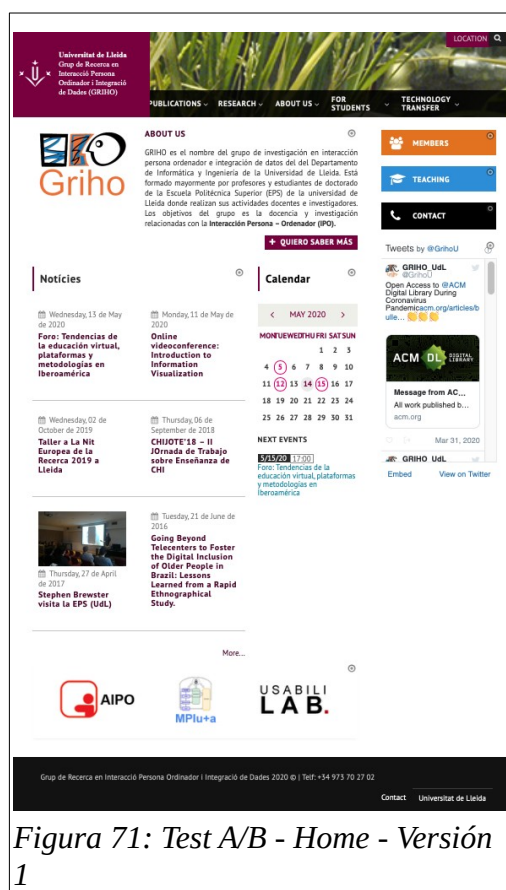 LOCATION
Universitat de Lleida
Grup de Recerca en
Interacció Persona
Ordinador i Integració
de Dades (GRIHO)
PUBLICATIONS RESEARCH ABOUT US FOR STUDENTS TECHNOLOGY TRANSFER
Griho
ABOUT US
GRIHO es el nombre del grupo de investigación en interacción
persona ordenador e integración de datos del del Departamento
de Informática y Ingeniería de la Universidad de Lleida. Está
formado mayormente por profesores y estudiantes de doctorado
de la Escuela Politécnica Superior (EPS) de la universidad de
Lleida donde realizan sus actividades docentes e investigadores.
Los objetivos del grupo es la docencia y investigación
relacionadas con la Interacción Persona – Ordenador (IPO).
+ QUIERO SABER MÁS
MEMBERS
TEACHING
CONTACT
Notícies
Wednesday, 13 de May
de 2020
Foro: Tendencias de
la educación virtual,
plataformas y
metodologías en
Iberoamérica
Monday, 11 de May de
2020
Online
videoconference:
Introduction to
Information
Visualization
Wednesday, 02 de
October de 2019
Taller a La Nit
Europea de la
Recerca 2019 a
Lleida
Thursday, 06 de
September de 2018
CHIJOTE'18 – II
JOrnada de Trabajo
sobre Enseñanza de
CHI
Thursday, 27 de April
de 2017
Stephen Brewster
visita la EPS (UdL)
Tuesday, 21 de June de
2016
Going Beyond
Telecenters to Foster
the Digital Inclusion
of Older People in
Brazil: Lessons
Learned from a Rapid
Ethnographical
Study.
More...
Calendar
< MAY 2020 >
MON TUE WED THU FRI SAT SUN
1 2 3
4 5 6 7 8 9 10
11 12 13 14 15 16 17
18 19 20 21 22 23 24
25 26 27 28 29 30 31
NEXT EVENTS
5/15/20 17:00
Foro: Tendencias de la
educación virtual, plataformas
y metodologías en
Iberoamérica
Tweets by @GrihoU
GRIHO_UdL
@GrihoU
Open Access to @ACM
Digital Library During
Coronavirus
Pandemicacm.org/articles/b
ulle...
ACM DL DIGITAL LIBRARY
Message from AC...
All work published b...
acm.org
Mar 31, 2020
GRIHO UdL
Embed View on Twitter
AIPO
MPIu+a
USABILI
LAB.
Grup de Recerca en Interacció Persona Ordinador i Integració de Dades 2020 © | Telf: +34 973 70 27 02
Contact Universitat de Lleida
Figura 71: Test A/B - Home - Versión
1